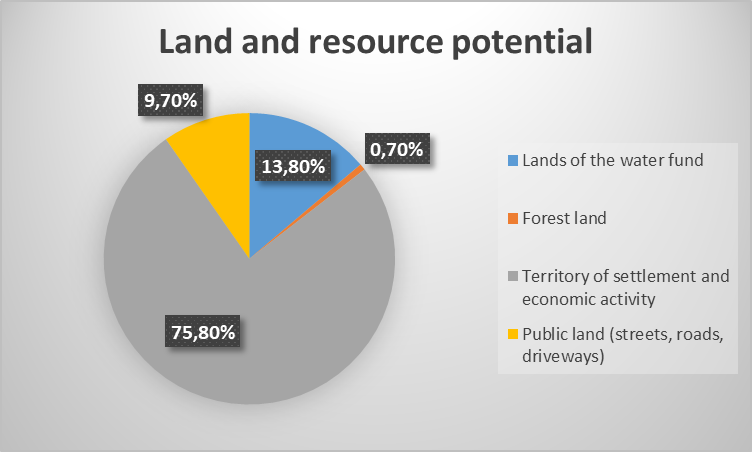 Land and resource potential
9,70%
13,80%
0,70%
75,80%
Lands of the water fund
Forest land
Territory of settlement and
economic activity
Public land (streets, roads,
driveways)